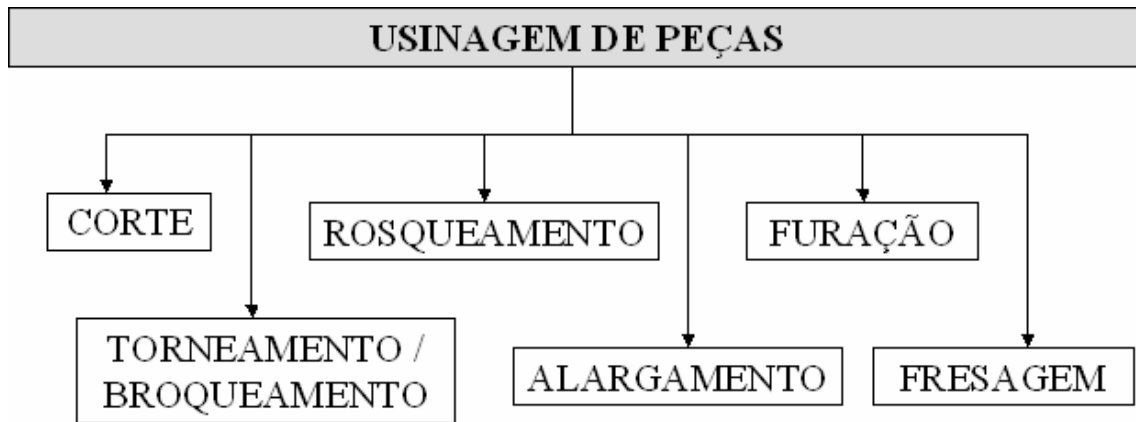 USINAGEM DE PEÇAS
CORTE
ROSQUEAMENTO
FURAÇÃO
TORNEAMENTO /
BROQUEAMENTO
ALARGAMENTO
FRESAGEM